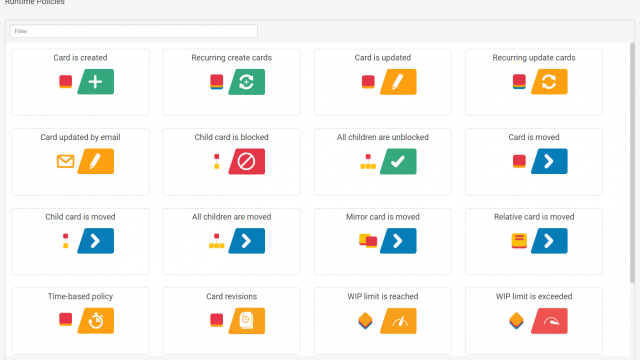 Runtime Policies
Filter
Card is created
Recurring create cards
Card is updated
Recurring update cards
Card updated by email
Child card is blocked
All children are unblocked
Card is moved
Child card is moved
All children are moved
Mirror card is moved
Relative card is moved
Time-based policy
Card revisions
WIP limit is reached
WIP limit is exceeded